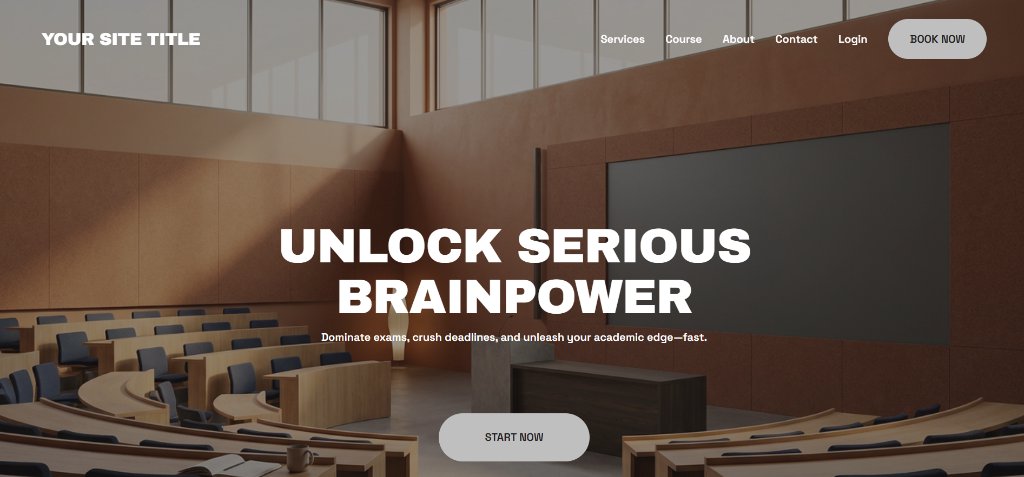 YOUR SITE TITLE
Services
Course
About
Contact
Login
BOOK NOW
UNLOCK SERIOUS
BRAINPOWER
Dominate exams, crush deadlines, and unleash your academic edge—fast.
START NOW